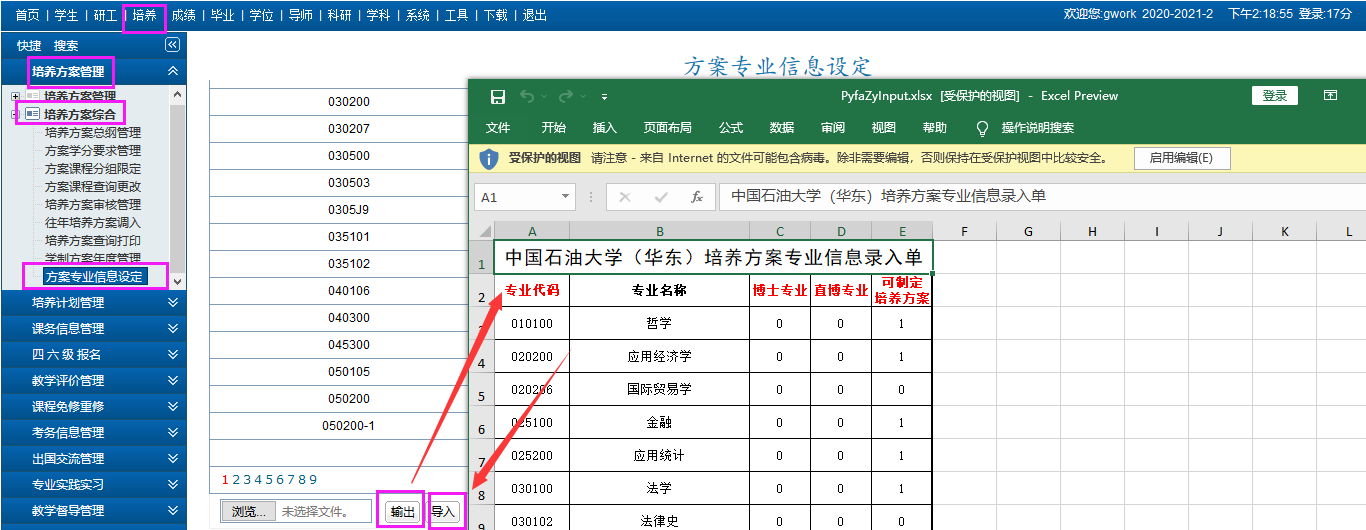 首页 | 学生 | 研工 | 培养 | 成绩 | 毕业 | 学位 | 导师 | 科研 | 学科 | 系统 | 工具 | 下载 | 退出
欢迎您:gwork 2020-2021-2 下午2:18:55 登录:17分
快捷 搜索
培养方案管理
培养方案管理
培养方案综合
培养方案总纲管理
方案学分要求管理
方案课程分组限定
方案课程查询更改
培养方案审核管理
往年培养方案调入
培养方案查询打印
学制方案年度管理
方案专业信息设定
培养计划管理
课务信息管理
四 六 级 报名
教学评价管理
课程免修重修
考务信息管理
出国交流管理
专业实践实习
教学督导管理
方案专业信息设定
030200
030207
030500
030503
0305J9
035101
035102
040106
040300
045300
050105
050200
050200-1
1 2 3 4 5 6 7 8 9
浏览... 未选择文件。 输出 导入
PyfaZyInput.xlsx [受保护的视图] - Excel Preview 登录
文件 开始 插入 页面布局 公式 数据 审阅 视图 帮助 操作说明搜索
受保护的视图 请注意 - 来自 Internet 的文件可能包含病毒。除非需要编辑，否则保持在受保护视图中比较安全。 启用编辑(E)
A1 fx 中国石油大学（华东）培养方案专业信息录入单
A B C D E F G H I J K L
1 中国石油大学（华东）培养方案专业信息录入单
2 专业代码 专业名称 博士专业 直博专业 可制定
培养方案
010100 哲学 0 0 1
4 020200 应用经济学 0 0 1
5 020206 国际贸易学 0 0 0
6 025100 金融 0 0 1
7 025200 应用统计 0 0 1
8 030100 法学 0 0 1
9 030102 法律史 0 0 0